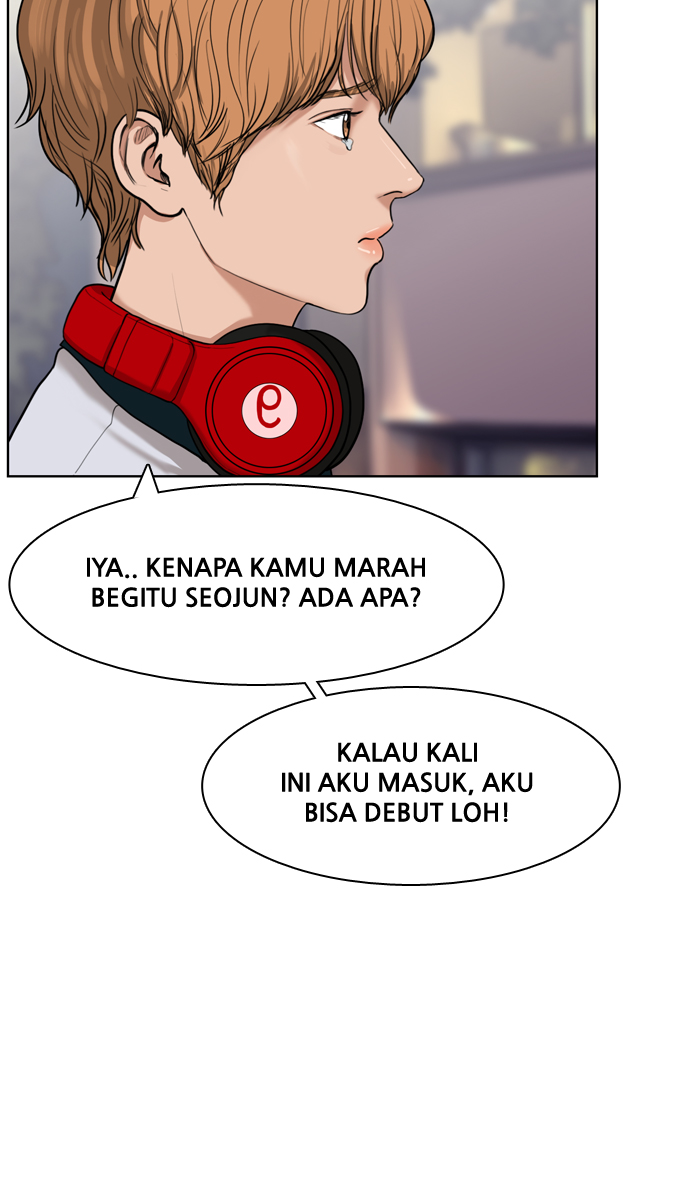 IYA.. KENAPA KAMU MARAH
BEGITU SEOJUN? ADA APA?
KALAU KALI
INI AKU MASUK, AKU
BISA DEBUT LOH!